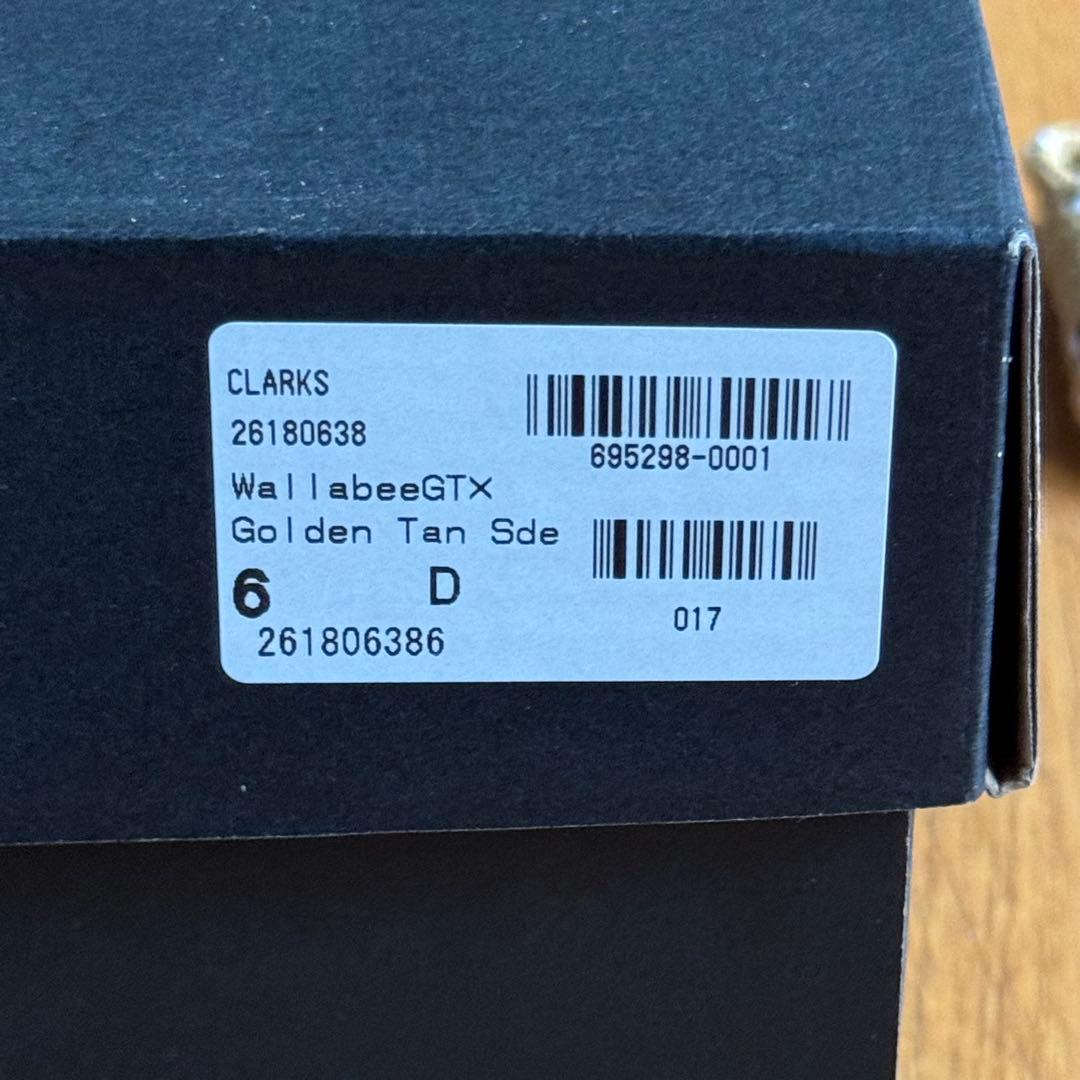 CLARKS
26180638
WallabeeGTX
Golden Tan Sde
6 D
261806386
695298-0001
017